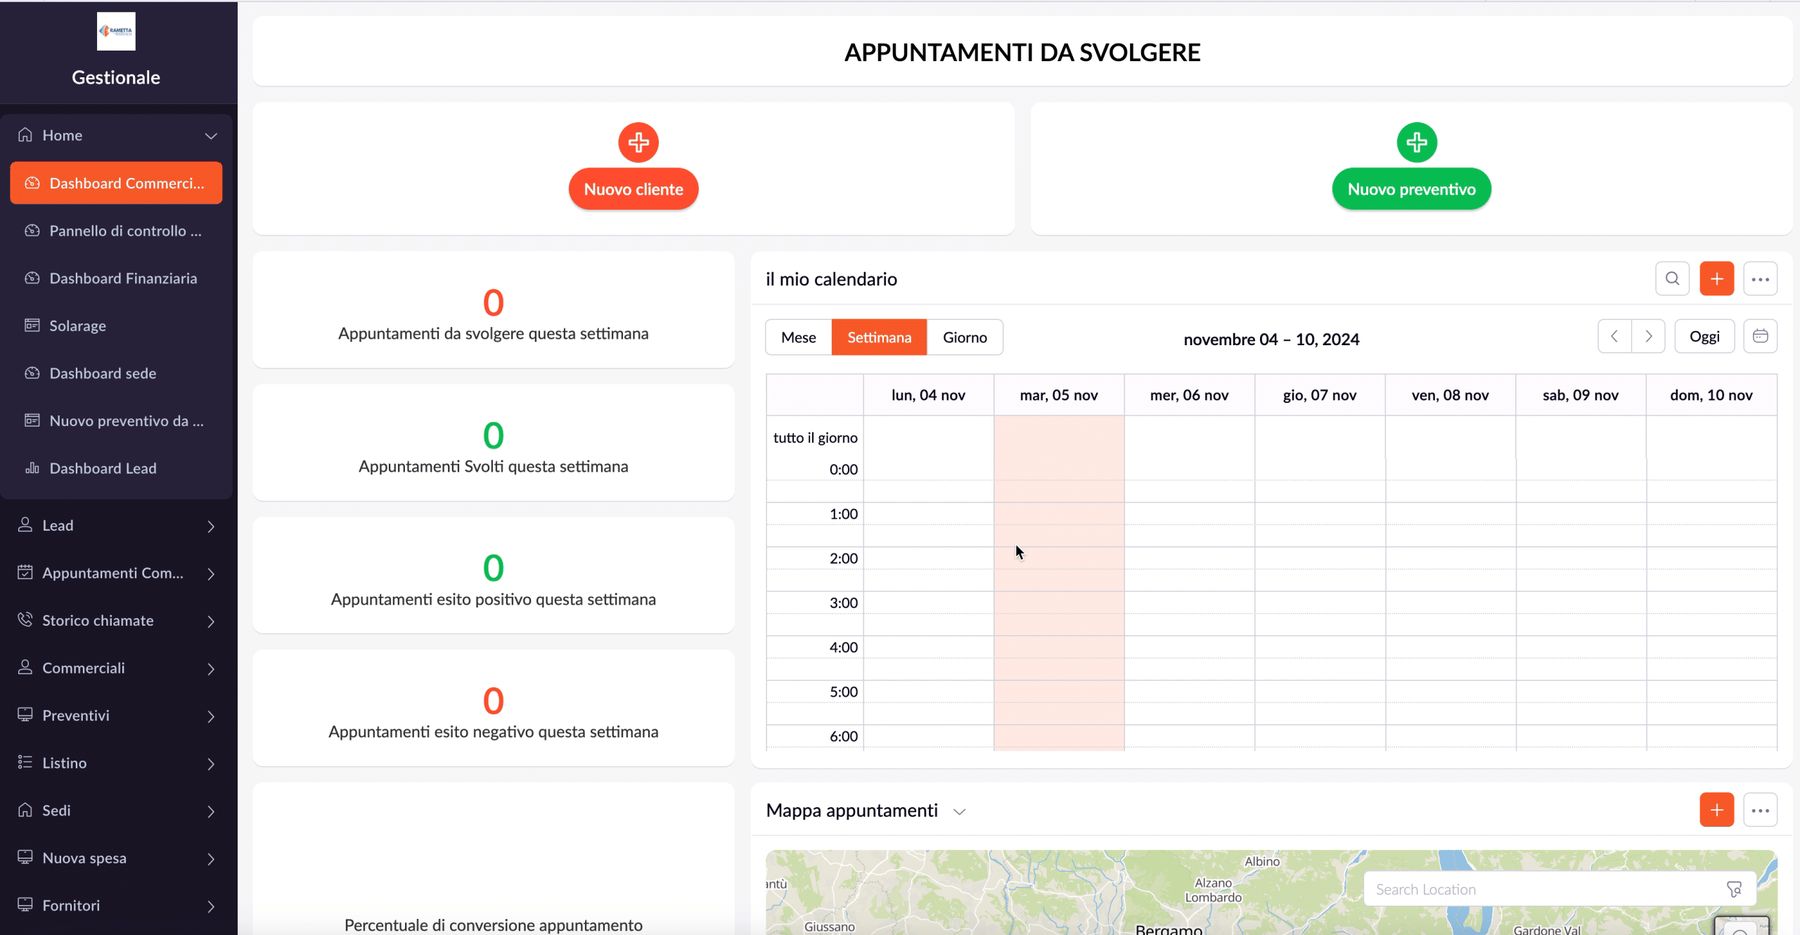 RAMETTA
Gestionale
Home
Dashboard Commerci...
Pannello di controllo ...
Dashboard Finanziaria
Solarage
Dashboard sede
Nuovo preventivo da ...
Dashboard Lead
Lead
Appuntamenti Com...
Storico chiamate
Commerciali
Preventivi
Listino
Sedi
Nuova spesa
Fornitori
APPUNTAMENTI DA SVOLGERE
Nuovo cliente
Nuovo preventivo
0
Appuntamenti da svolgere questa settimana
0
Appuntamenti Svolti questa settimana
0
Appuntamenti esito positivo questa settimana
0
Appuntamenti esito negativo questa settimana
Percentuale di conversione appuntamento
il mio calendario
Mese Settimana Giorno
novembre 04 – 10, 2024
Oggi
lun, 04 nov mar, 05 nov mer, 06 nov gio, 07 nov ven, 08 nov sab, 09 nov dom, 10 nov
tutto il giorno
0:00
1:00
2:00
3:00
4:00
5:00
6:00
Mappa appuntamenti
Search Location
Albino
antù
Alzano
Lombardo
Giussano
Bergamo
Gardone Val